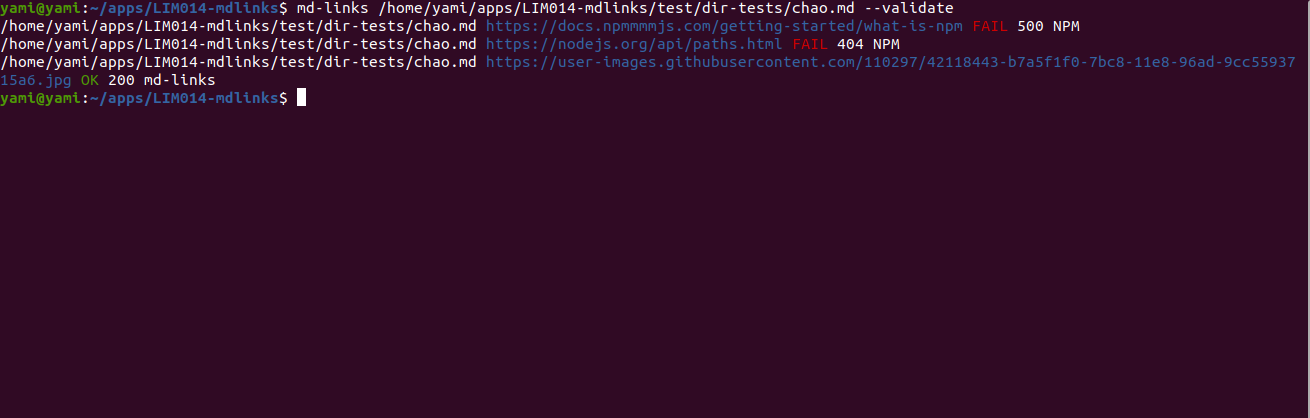 yami@yami:~/apps/LIM014-mdlinks$ md-links /home/yami/apps/LIM014-mdlinks/test/dir-tests/chao.md --validate
/home/yami/apps/LIM014-mdlinks/test/dir-tests/chao.md https://docs.npmmmmjs.com/getting-started/what-is-npm FAIL 500 NPM
/home/yami/apps/LIM014-mdlinks/test/dir-tests/chao.md https://nodejs.org/api/paths.html FAIL 404 NPM
/home/yami/apps/LIM014-mdlinks/test/dir-tests/chao.md https://user-images.githubusercontent.com/110297/42118443-b7a5f1f0-7bc8-11e8-96ad-9cc55937
15a6.jpg OK 200 md-links
yami@yami:~/apps/LIM014-mdlinks$